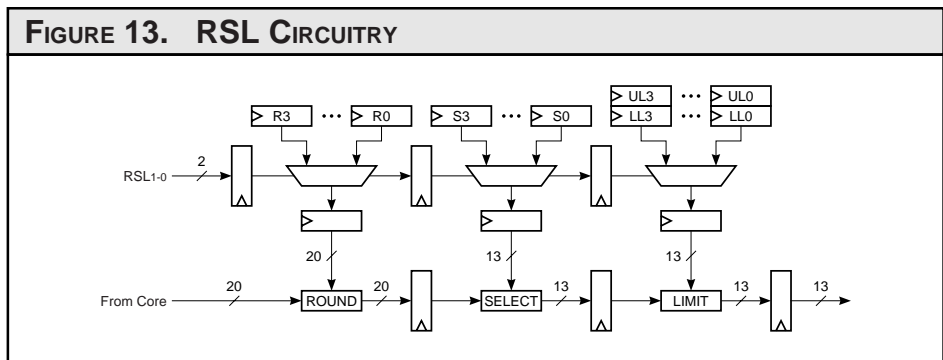 FIGURE 13. RSL CIRCUITRY
UL3 ••• UL0
R3 ••• R0 S3 ••• S0 LL3 ••• LL0
RSL1-0 2
20 13 13
From Core 20 ROUND 20 SELECT 13 LIMIT 13 13